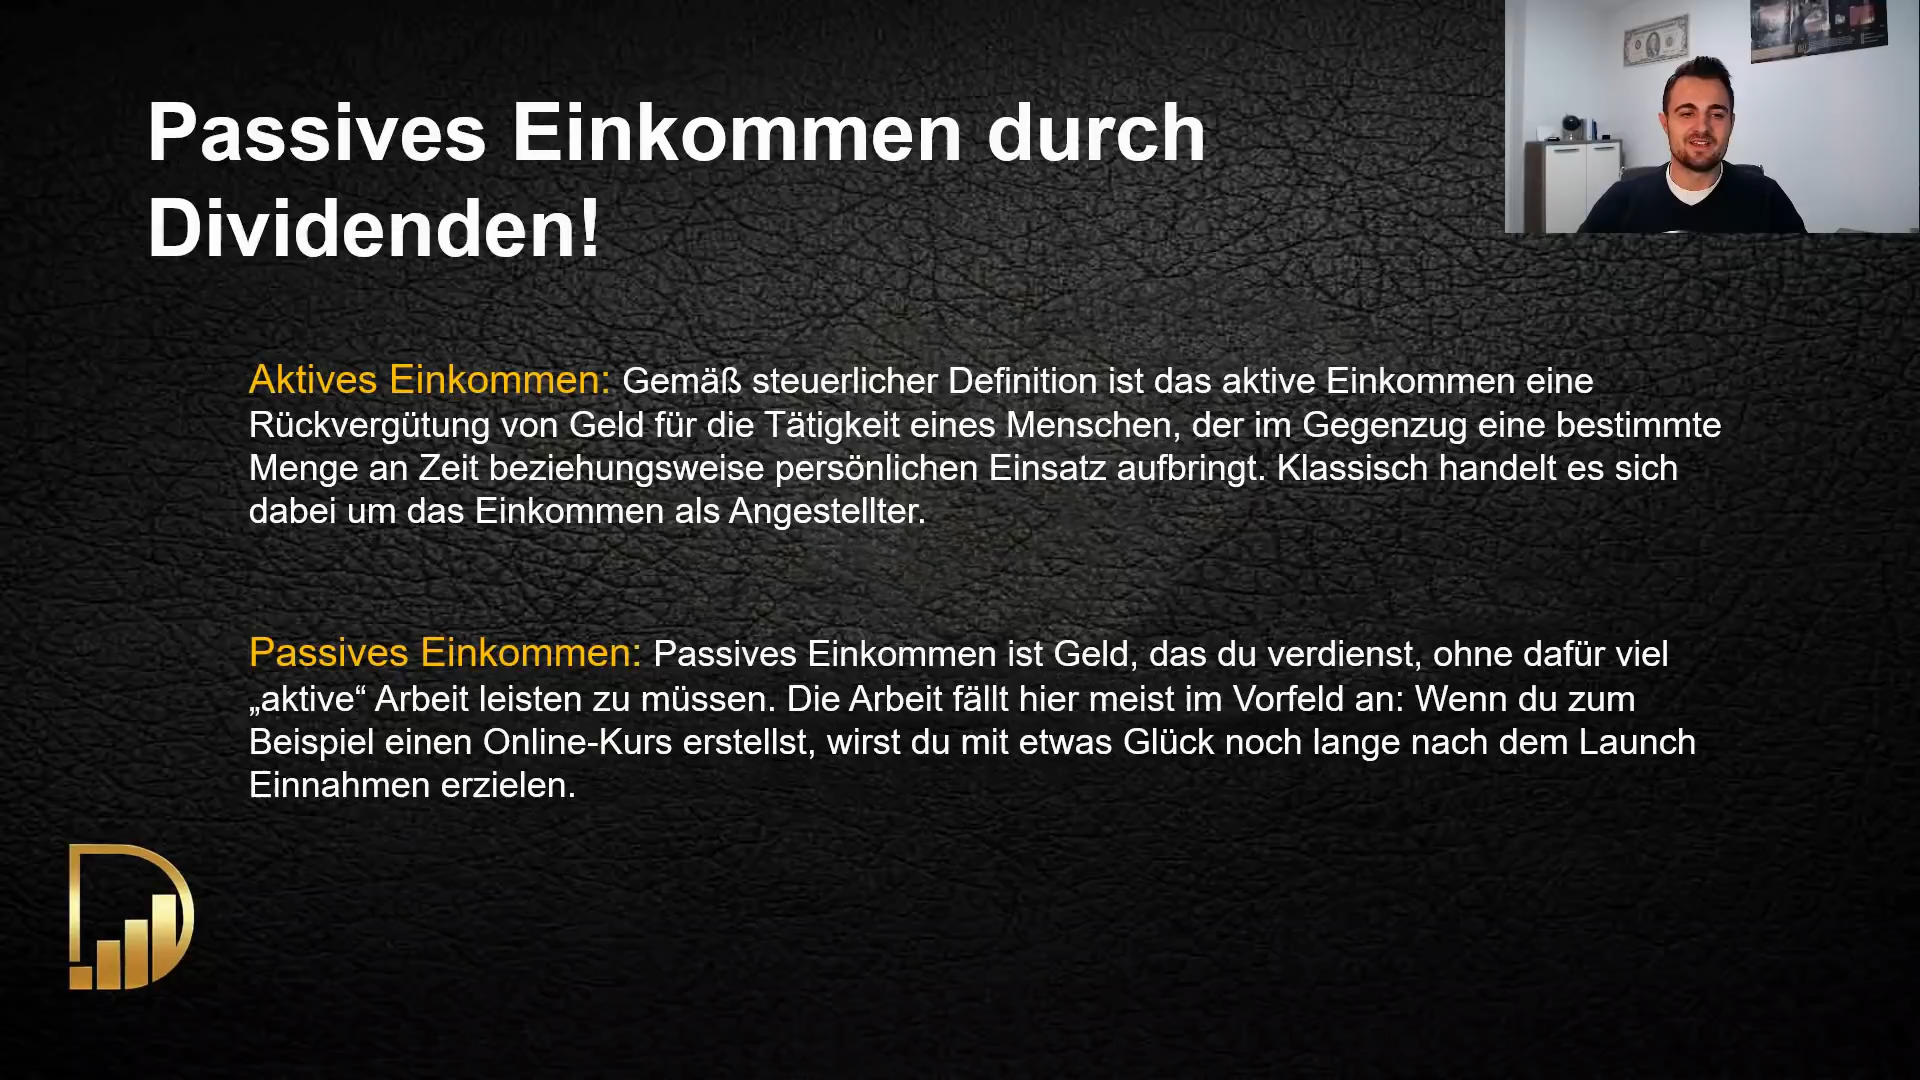 Passives Einkommen durch
Dividenden!
Aktives Einkommen: Gemäß steuerlicher Definition ist das aktive Einkommen eine
Rückvergütung von Geld für die Tätigkeit eines Menschen, der im Gegenzug eine bestimmte
Menge an Zeit beziehungsweise persönlichen Einsatz aufbringt. Klassisch handelt es sich
dabei um das Einkommen als Angestellter.
Passives Einkommen: Passives Einkommen ist Geld, das du verdienst, ohne dafür viel
„aktive“ Arbeit leisten zu müssen. Die Arbeit fällt hier meist im Vorfeld an: Wenn du zum
Beispiel einen Online-Kurs erstellst, wirst du mit etwas Glück noch lange nach dem Launch
Einnahmen erzielen.